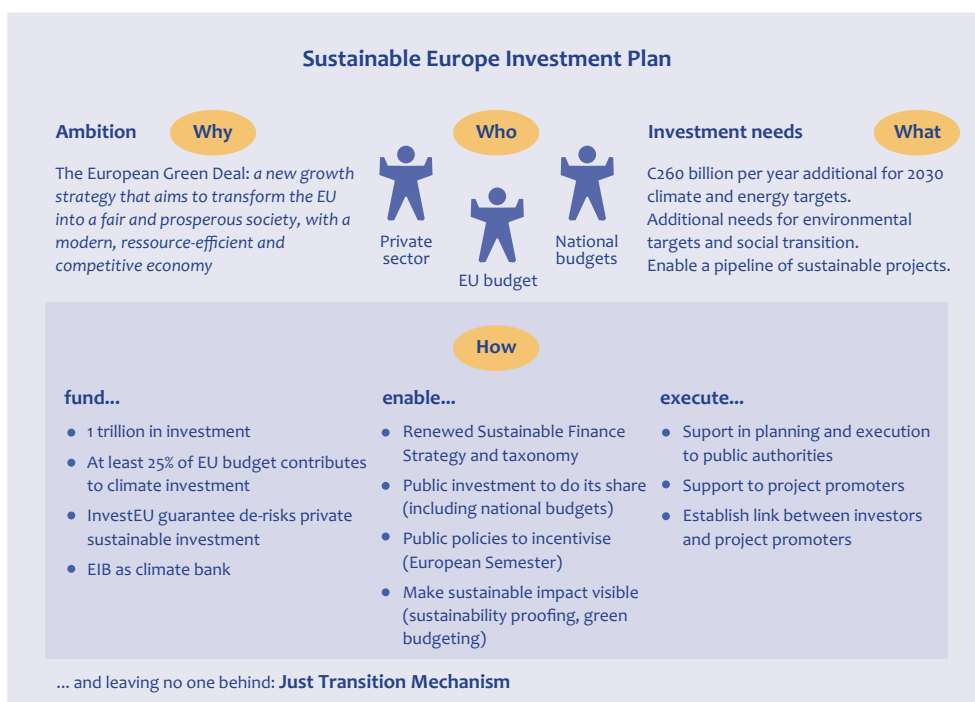 Sustainable Europe Investment Plan
Ambition
Why
The European Green Deal: a new growth
strategy that aims to transform the EU
into a fair and prosperous society, with a
modern, ressource-efficient and
competitive economy
Who
Private
sector
EU budget
National
budgets
Investment needs
What
C260 billion per year additional for 2030
climate and energy targets.
Additional needs for environmental
targets and social transition.
Enable a pipeline of sustainable projects.
How
fund...
• 1 trillion in investment
• At least 25% of EU budget contributes
to climate investment
• InvestEU guarantee de-risks private
sustainable investment
• EIB as climate bank
enable...
• Renewed Sustainable Finance
Strategy and taxonomy
• Public investment to do its share
(including national budgets)
• Public policies to incentivise
(European Semester)
• Make sustainable impact visible
(sustainability proofing, green
budgeting)
execute...
• Suport in planning and execution
to public authorities
• Support to project promoters
• Establish link between investors
and project promoters
... and leaving no one behind: Just Transition Mechanism